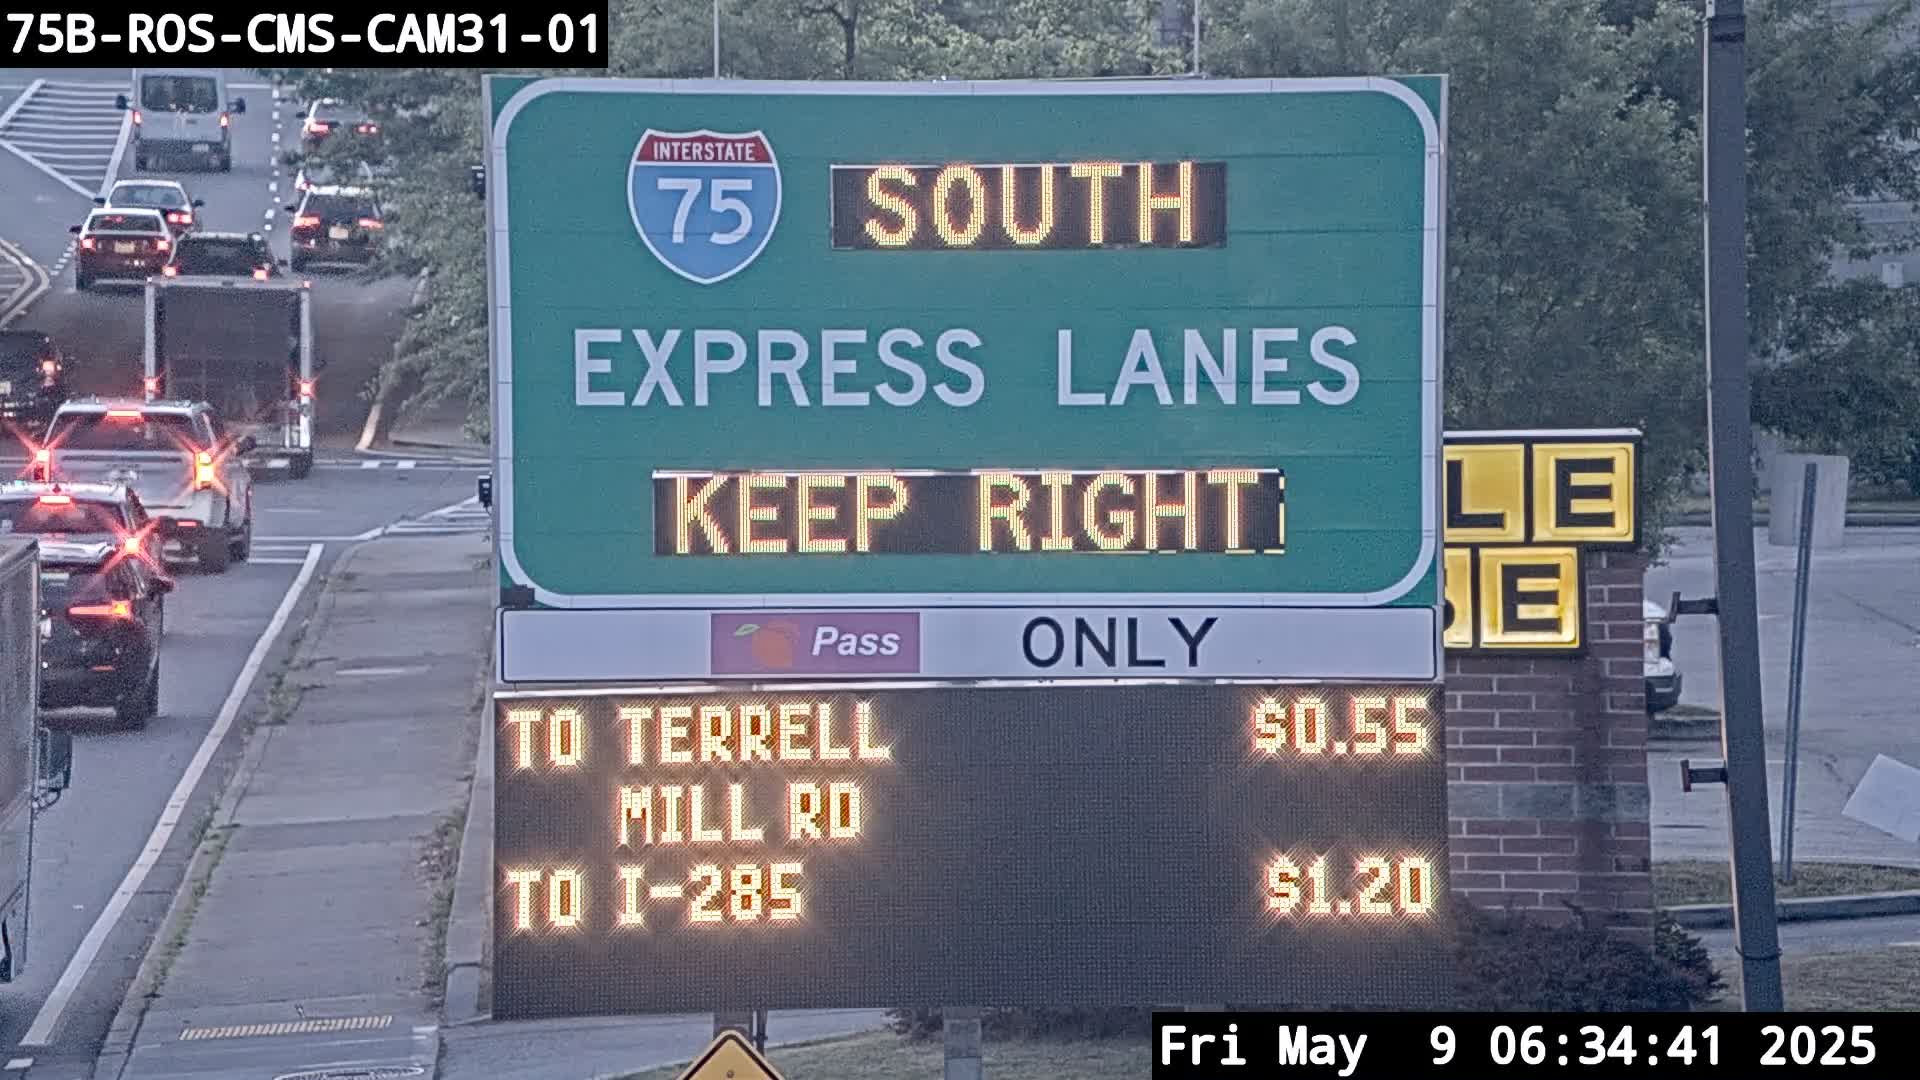 75B-ROS-CMS-CAM31-01
INTERSTATE
75
SOUTH
EXPRESS LANES
KEEP RIGHT
Pass ONLY
TO TERRELL $0.55
MILL RD
TO I-285 $1.20
LE
E
Fri May 9 06:34:41 2025